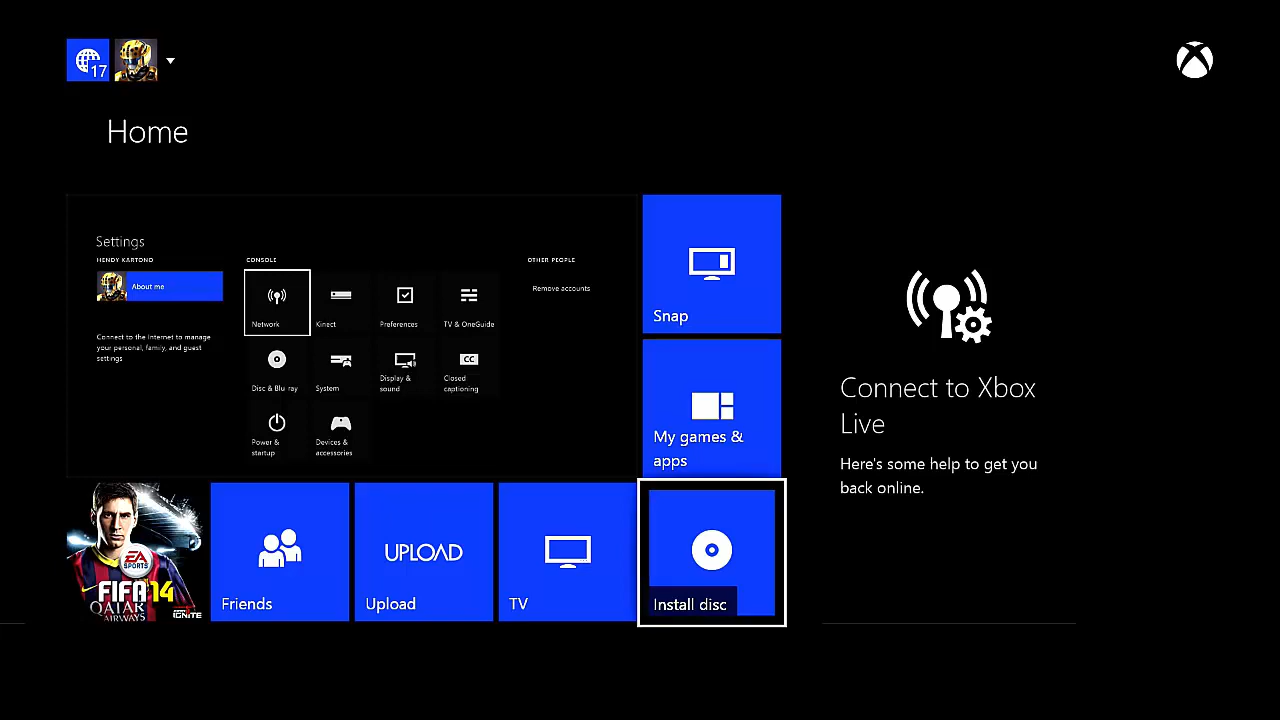 17
Home
Settings
HENDY KARTONO
About me
Connect to the Internet to manage
your personal, family, and guest
settings
CONSOLE
Network
Kinect
Preferences
TV & OneGuide
Disc & Blu ray
System
Display &
sound
CC
Closed
captioning
Power &
startup
Devices &
accessories
OTHER PEOPLE
Remove accounts
Snap
My games &
apps
Connect to Xbox
Live
Here's some help to get you
back online.
EA
SPORTS
FIFA 14
QATAR
AIRWAYS
IGNITE
Friends
UPLOAD
Upload
TV
Install disc